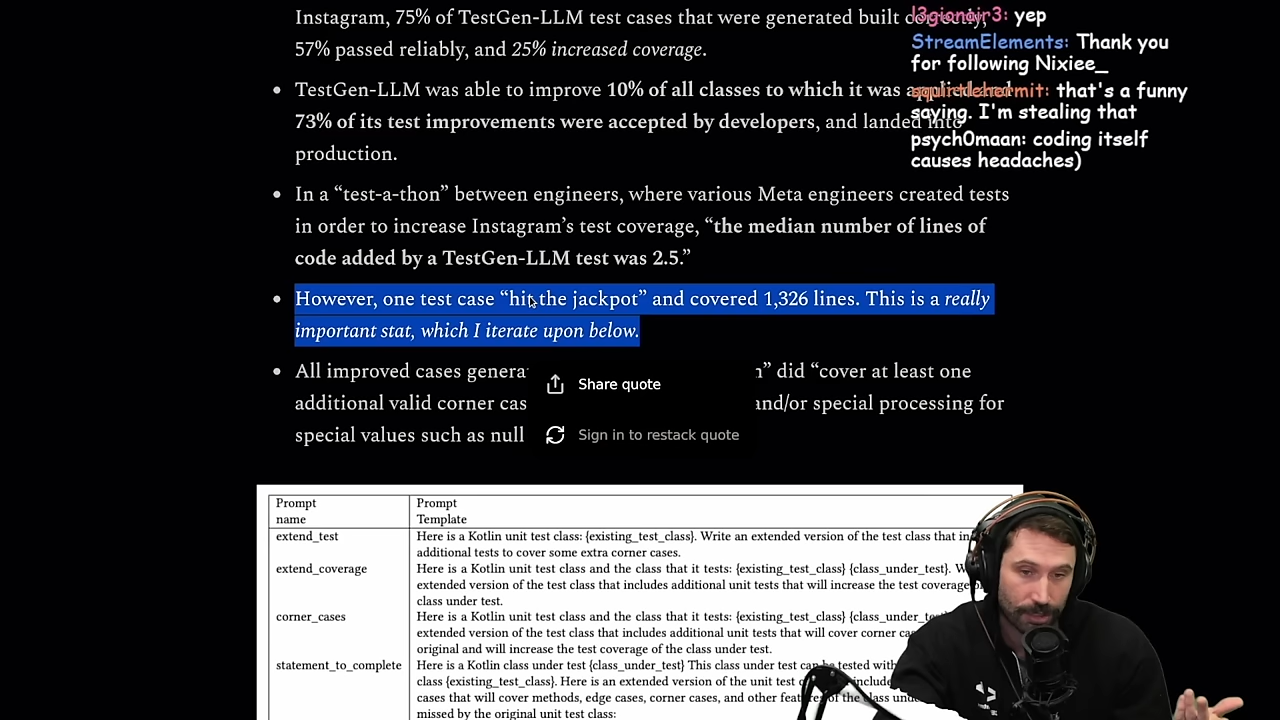 Instagram, 75% of TestGen-LLM test cases that were generated built correctly,
57% passed reliably, and 25% increased coverage.
• TestGen-LLM was able to improve 10% of all classes to which it was applied and
73% of its test improvements were accepted by developers, and landed into
production.
• In a “test-a-thon” between engineers, where various Meta engineers created tests
in order to increase Instagram’s test coverage, “the median number of lines of
code added by a TestGen-LLM test was 2.5.”
• However, one test case “hit the jackpot” and covered 1,326 lines. This is a really
important stat, which I iterate upon below.
• All improved cases genera n” did “cover at least one
additional valid corner cas and/or special processing for
special values such as null
Share quote
Sign in to restack quote
l3gionair3: yep
StreamElements: Thank you
for following Nixiee_
squirtlehermit: that's a funny
saying. I'm stealing that
psych0maan: coding itself
causes headaches)
Prompt name Prompt Template
extend_test Here is a Kotlin unit test class: {existing_test_class}. Write an extended version of the test class that in
additional tests to cover some extra corner cases.
extend_coverage Here is a Kotlin unit test class and the class that it tests: {existing_test_class} {class_under_test}. W
extended version of the test class that includes additional unit tests that will increase the test coverage
class under test.
corner_cases Here is a Kotlin unit test class and the class that it tests: {existing_test_class} {class_under_te
extended version of the test class that includes additional unit tests that will cover corner ca
original and will increase the test coverage of the class under test.
statement_to_complete Here is a Kotlin class under test {class_under_test} This class under test can be tested with
class {existing_test_class}. Here is an extended version of the unit test include
cases that will cover methods, edge cases, corner cases, and other features of the class und
missed by the original unit test class: